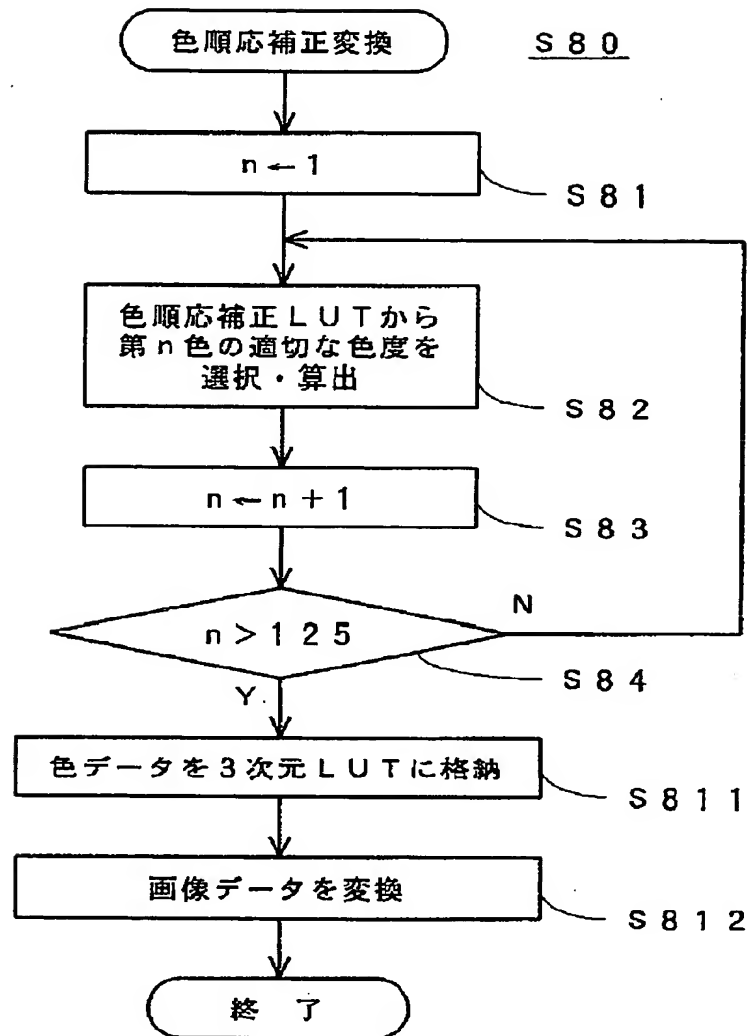 色順応補正変換
S80
n←1
S81
色順応補正LUTから
第n色の適切な色度を
選択・算出
S82
n←n+1
S83
n>125
N
S84
Y
色データを3次元LUTに格納
S811
画像データを変換
S812
終了